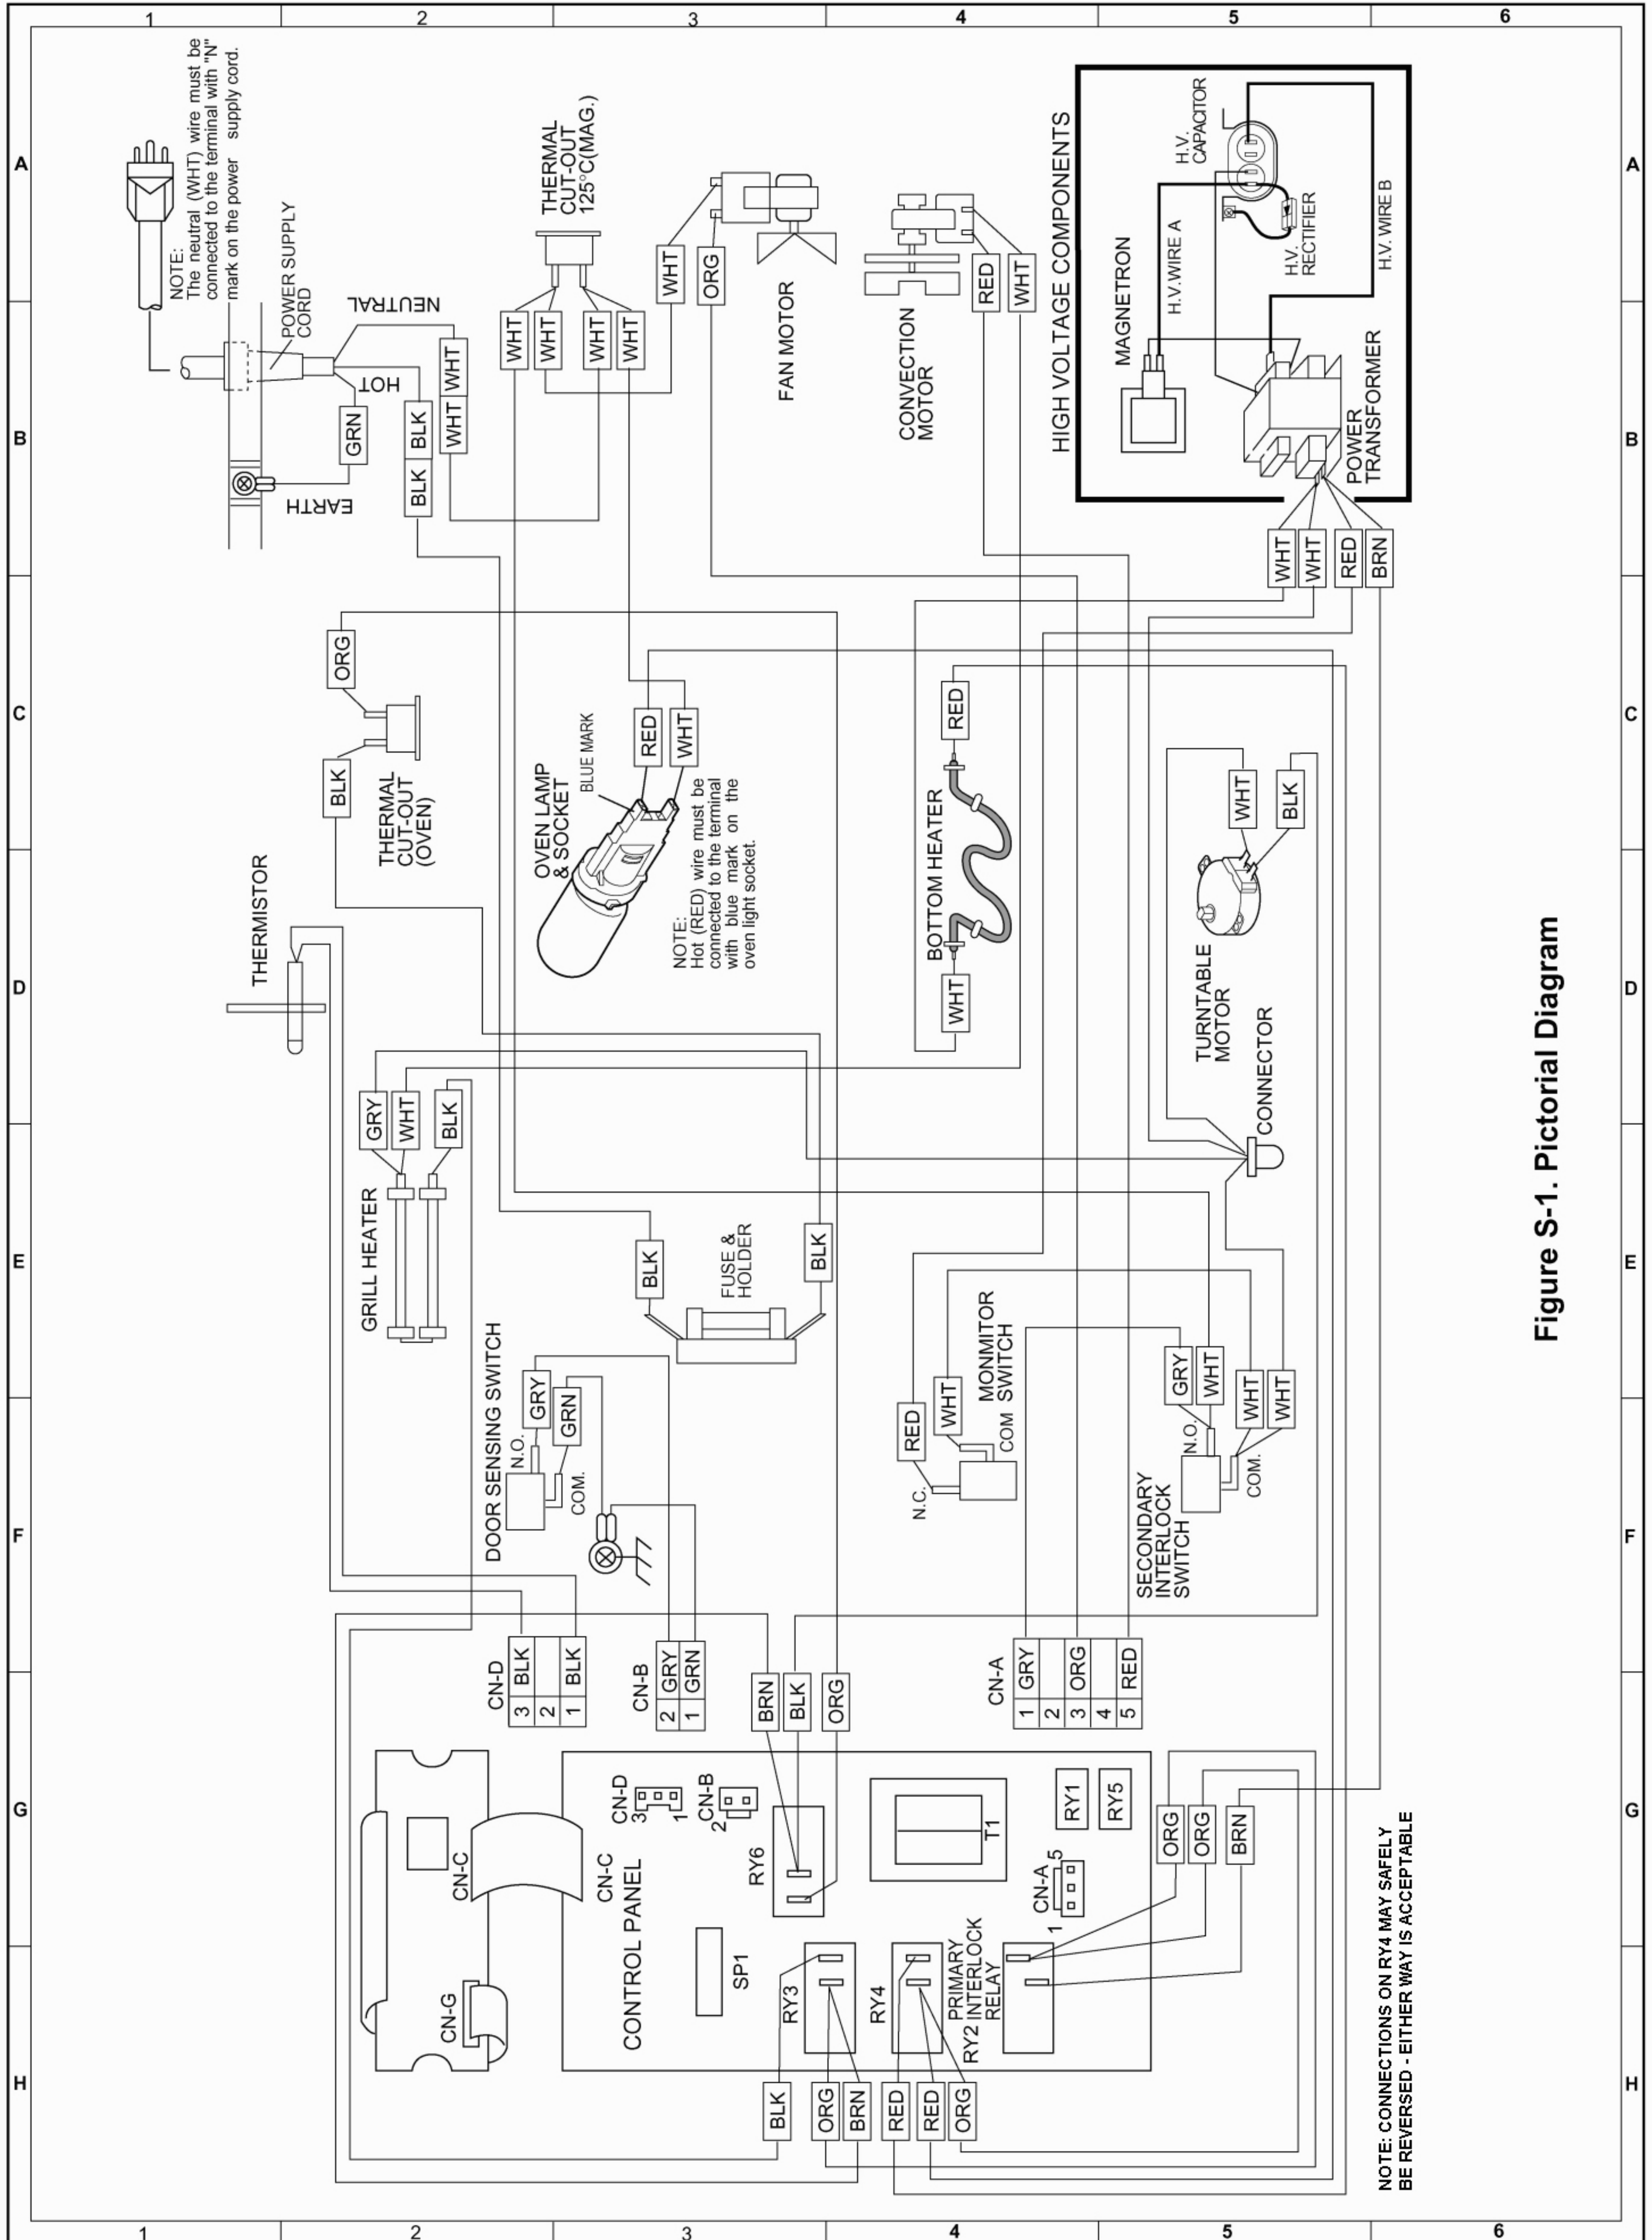 1
2
3
4
5
6
A
A
NOTE:
The neutral (WHT) wire must be
connected to the terminal with "N"
mark on the power supply cord.
POWER SUPPLY
CORD
NEUTRAL
HOT
EARTH
GRN
BLK
BLK
WHT
WHT
THERMAL
CUT-OUT
125°C(MAG.)
WHT
WHT
WHT
WHT
WHT
ORG
FAN MOTOR
CONVECTION
MOTOR
RED
WHT
HIGH VOLTAGE COMPONENTS
MAGNETRON
H.V.WIRE A
H.V.
CAPACITOR
H.V.
RECTIFIER
H.V. WIRE B
POWER
TRANSFORMER
WHT
WHT
RED
BRN
B
B
C
C
ORG
BLK
THERMAL
CUT-OUT
(OVEN)
THERMISTOR
OVEN LAMP
& SOCKET
BLUE MARK
RED
WHT
NOTE:
Hot (RED) wire must be
connected to the terminal
with blue mark on the
oven light socket.
BOTTOM HEATER
RED
WHT
WHT
BLK
TURNTABLE
MOTOR
CONNECTOR
D
D
GRY
WHT
BLK
GRILL HEATER
E
E
BLK
FUSE &
HOLDER
BLK
DOOR SENSING SWITCH
N.O.
COM.
GRY
GRN
RED
WHT
N.C.
COM
MONMITOR
SWITCH
SECONDARY
INTERLOCK
SWITCH
GRY
WHT
WHT
WHT
N.O.
COM.
F
F
CN-D
3 BLK
2
1 BLK
CN-B
2 GRY
1 GRN
BRN
BLK
ORG
CN-A
1 GRY
2
3 ORG
4
5 RED
G
G
CN-C
CN-C
CN-D
3
1
CN-B
2
RY6
T1
RY1
RY5
CN-A
5
1
ORG
ORG
BRN
CN-G
CONTROL PANEL
SP1
RY3
RY4
PRIMARY
RY2 INTERLOCK
RELAY
H
H
BLK
ORG
BRN
RED
RED
ORG
NOTE: CONNECTIONS ON RY4 MAY SAFELY
BE REVERSED - EITHER WAY IS ACCEPTABLE
Figure S-1. Pictorial Diagram
1
2
3
4
5
6